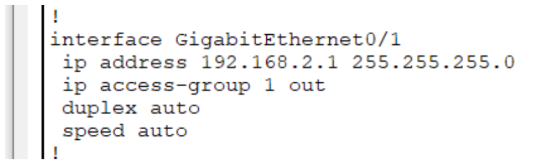 !
interface GigabitEthernet0/1
ip address 192.168.2.1 255.255.255.0
ip access-group 1 out
duplex auto
speed auto
!